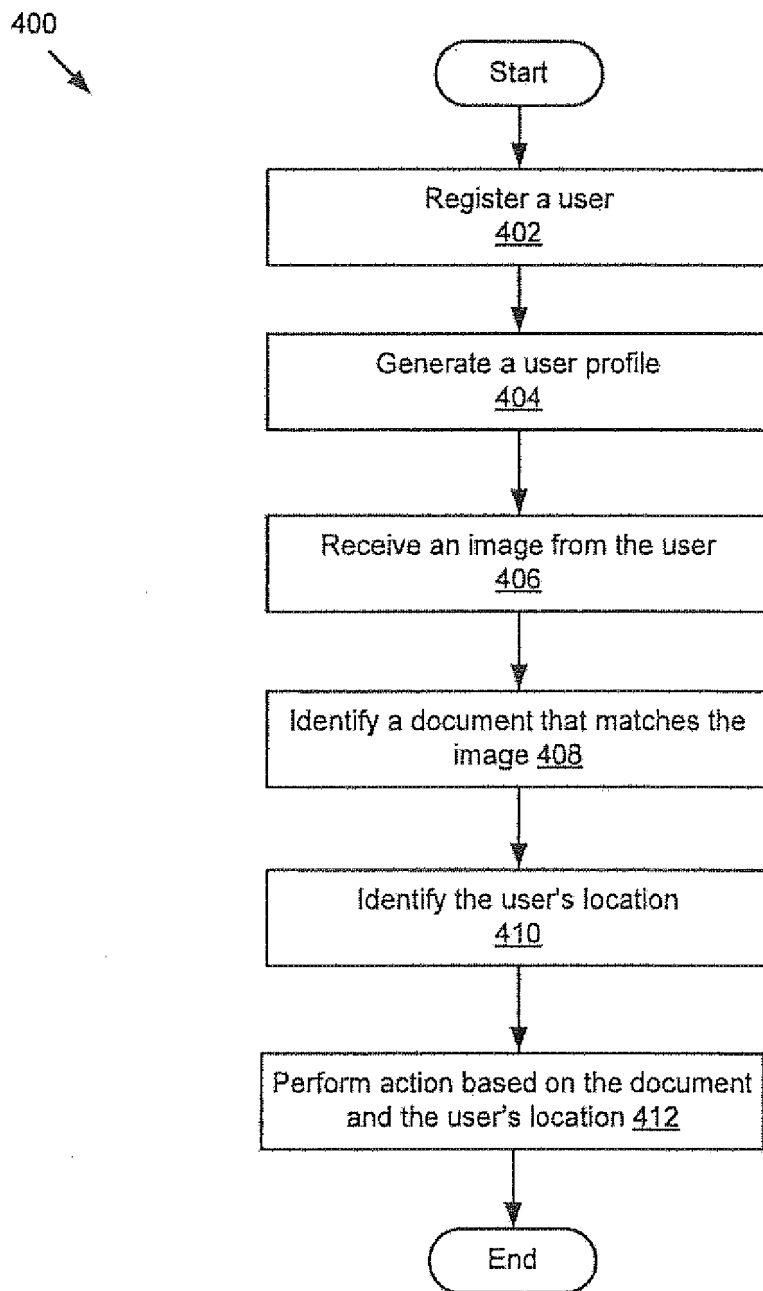 400
Start
Register a user
402
Generate a user profile
404
Receive an image from the user
406
Identify a document that matches the
image 408
Identify the user's location
410
Perform action based on the document
and the user's location 412
End